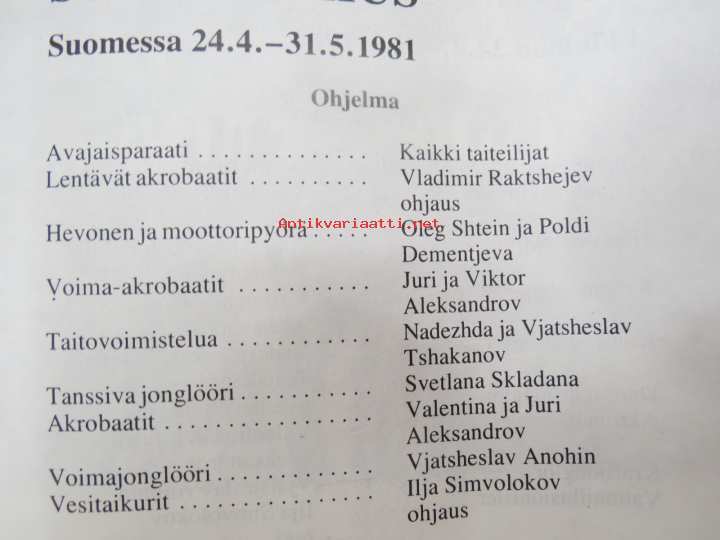 Suomessa 24.4.–31.5.1981
Ohjelma
Avajaisparaati . . . . . . . . . . . . . . Kaikki taiteilijat
Lentävät akrobaatit . . . . . . . . . . Vladimir Raktshejev
ohjaus
Antikvariaatti.net
Hevonen ja moottoripyörä . . . . . Oleg Shtein ja Poldi
Dementjeva
Voima-akrobaatit . . . . . . . . . . . Juri ja Viktor
Aleksandrov
Taitovoimistelua . . . . . . . . . . . . Nadezhda ja Vjatsheslav
Tshakanov
Tanssiva jonglööri . . . . . . . . . . . Svetlana Skladana
Akrobaatit . . . . . . . . . . . . . . . . . Valentina ja Juri
Aleksandrov
Voimajonglööri . . . . . . . . . . . . . Vjatsheslav Anohin
Vesitaikurit . . . . . . . . . . . . . . . . Ilja Simvolokov
ohjaus